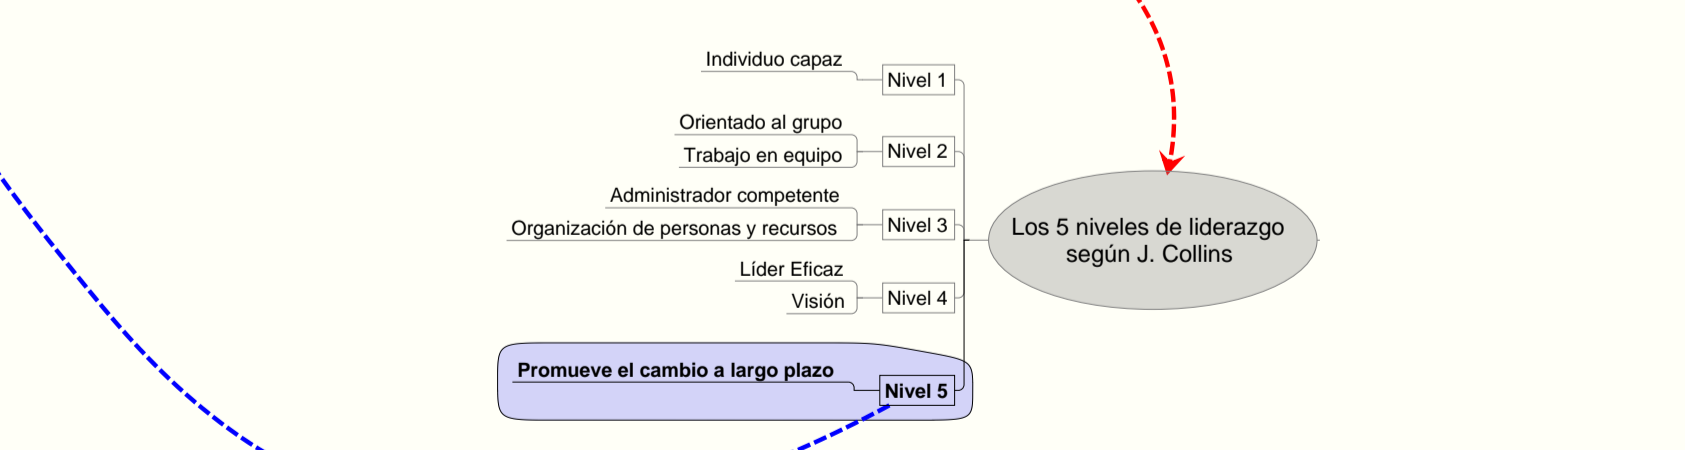 Individuo capaz
Nivel 1
Orientado al grupo
Trabajo en equipo
Nivel 2
Administrador competente
Organización de personas y recursos
Nivel 3
Líder Eficaz
Visión
Nivel 4
Promueve el cambio a largo plazo
Nivel 5
Los 5 niveles de liderazgo
según J. Collins